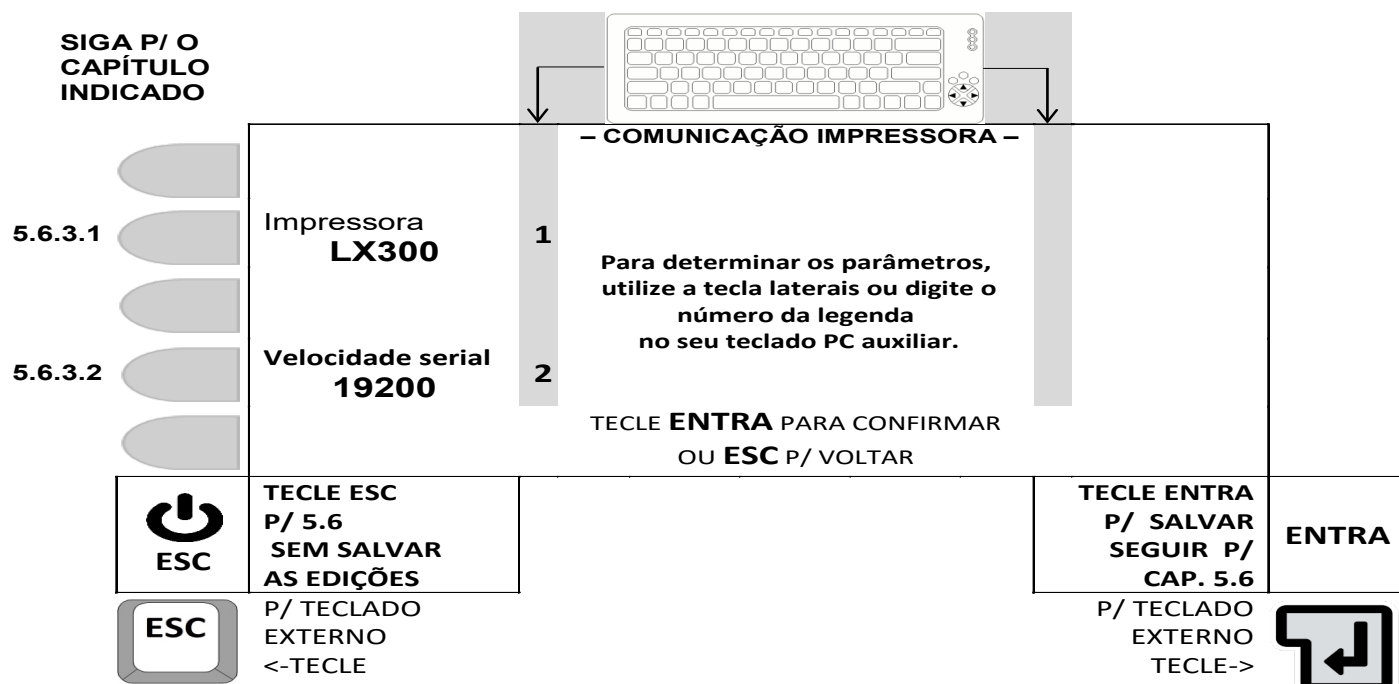 SIGA P/ O
CAPÍTULO
INDICADO
– COMUNICAÇÃO IMPRESSORA –
5.6.3.1
Impressora
LX300
1
Para determinar os parâmetros,
utilize a tecla laterais ou digite o
número da legenda
no seu teclado PC auxiliar.
5.6.3.2
Velocidade serial
19200
2
TECLE ENTRA PARA CONFIRMAR
OU ESC P/ VOLTAR
ESC
TECLE ESC
P/ 5.6
SEM SALVAR
AS EDIÇÕES
TECLE ENTRA
P/ SALVAR
SEGUIR P/
CAP. 5.6
ENTRA
ESC
P/ TECLADO
EXTERNO
<-TECLE
P/ TECLADO
EXTERNO
TECLE->